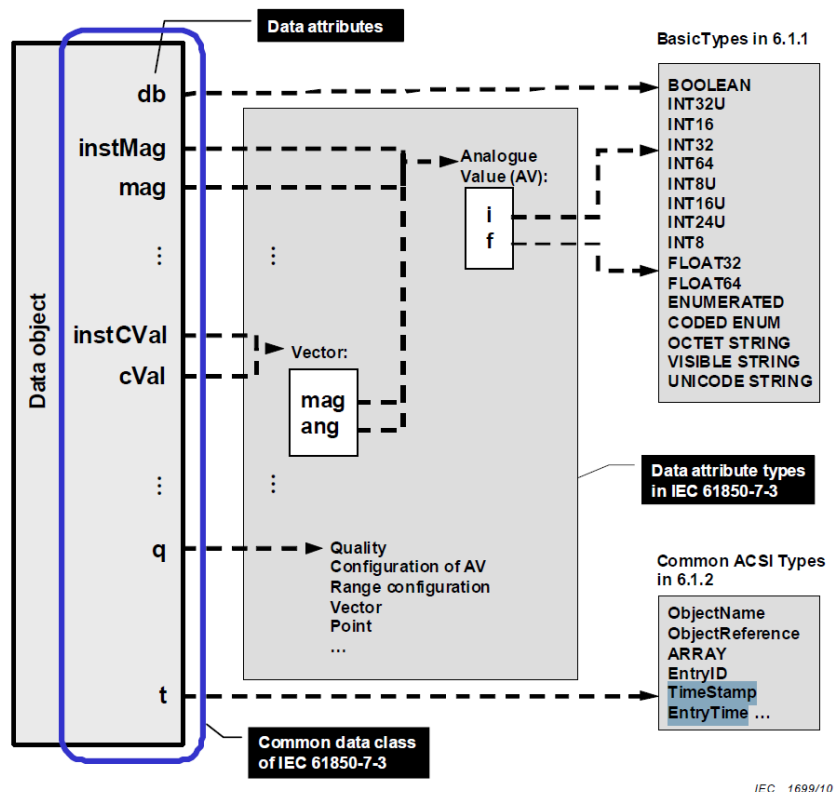 Data attributes
Data object
db
instMag
mag
⋮
instCVal
cVal
⋮
q
t
Common data class
of IEC 61850-7-3
⋮
Vector:
mag
ang
⋮
Analogue
Value (AV):
i
f
Quality
Configuration of AV
Range configuration
Vector
Point
...
BasicTypes in 6.1.1
BOOLEAN
INT32U
INT16
INT32
INT64
INT8U
INT16U
INT24U
INT8
FLOAT32
FLOAT64
ENUMERATED
CODED ENUM
OCTET STRING
VISIBLE STRING
UNICODE STRING
Data attribute types
in IEC 61850-7-3
Common ACSI Types
in 6.1.2
ObjectName
ObjectReference
ARRAY
EntryID
TimeStamp
EntryTime ...
IEC 1699/10